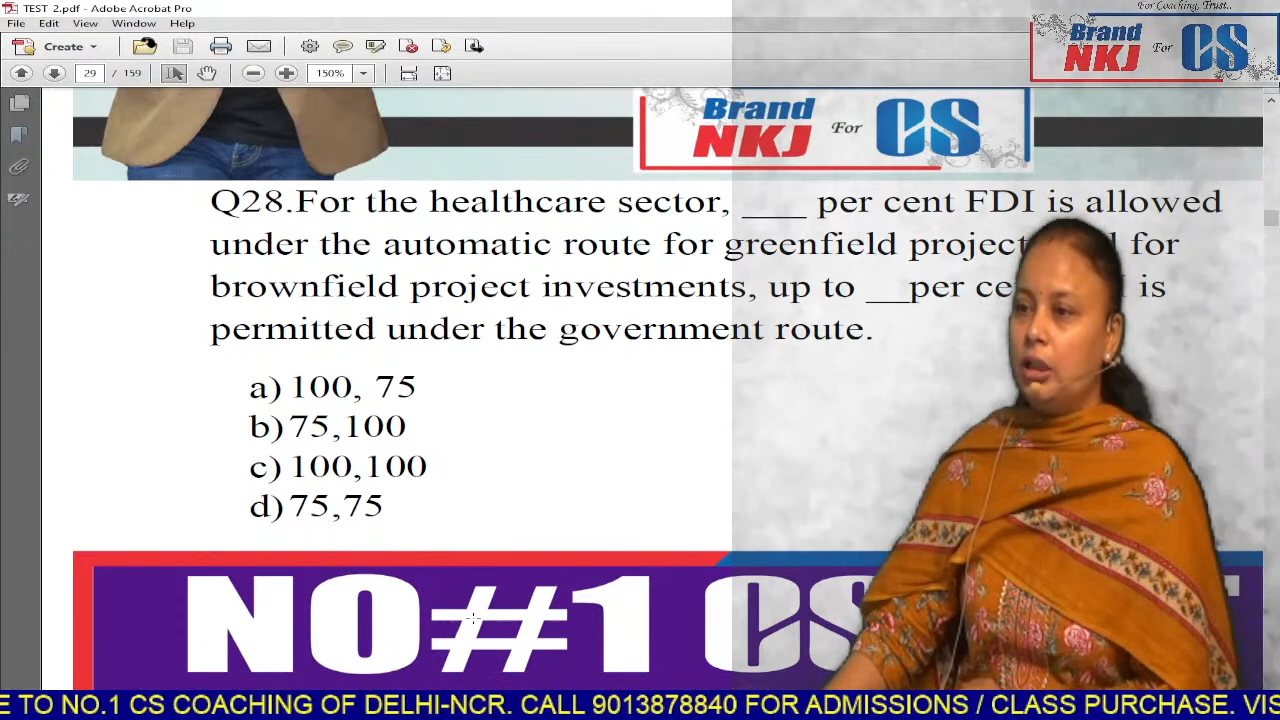 TEST 2.pdf - Adobe Acrobat Pro
For Coaching, Trust..
File Edit View Window Help
Brand
NKJ For CS
Create
29 / 159
150%
Brand
NKJ For CS
Q28.For the healthcare sector, ____ per cent FDI is allowed
under the automatic route for greenfield project for
brownfield project investments, up to ___per ce is
permitted under the government route.
a) 100, 75
b) 75,100
c) 100,100
d) 75,75
NO#1 CS
E TO NO.1 CS COACHING OF DELHI-NCR. CALL 9013878840 FOR ADMISSIONS / CLASS PURCHASE. VIS